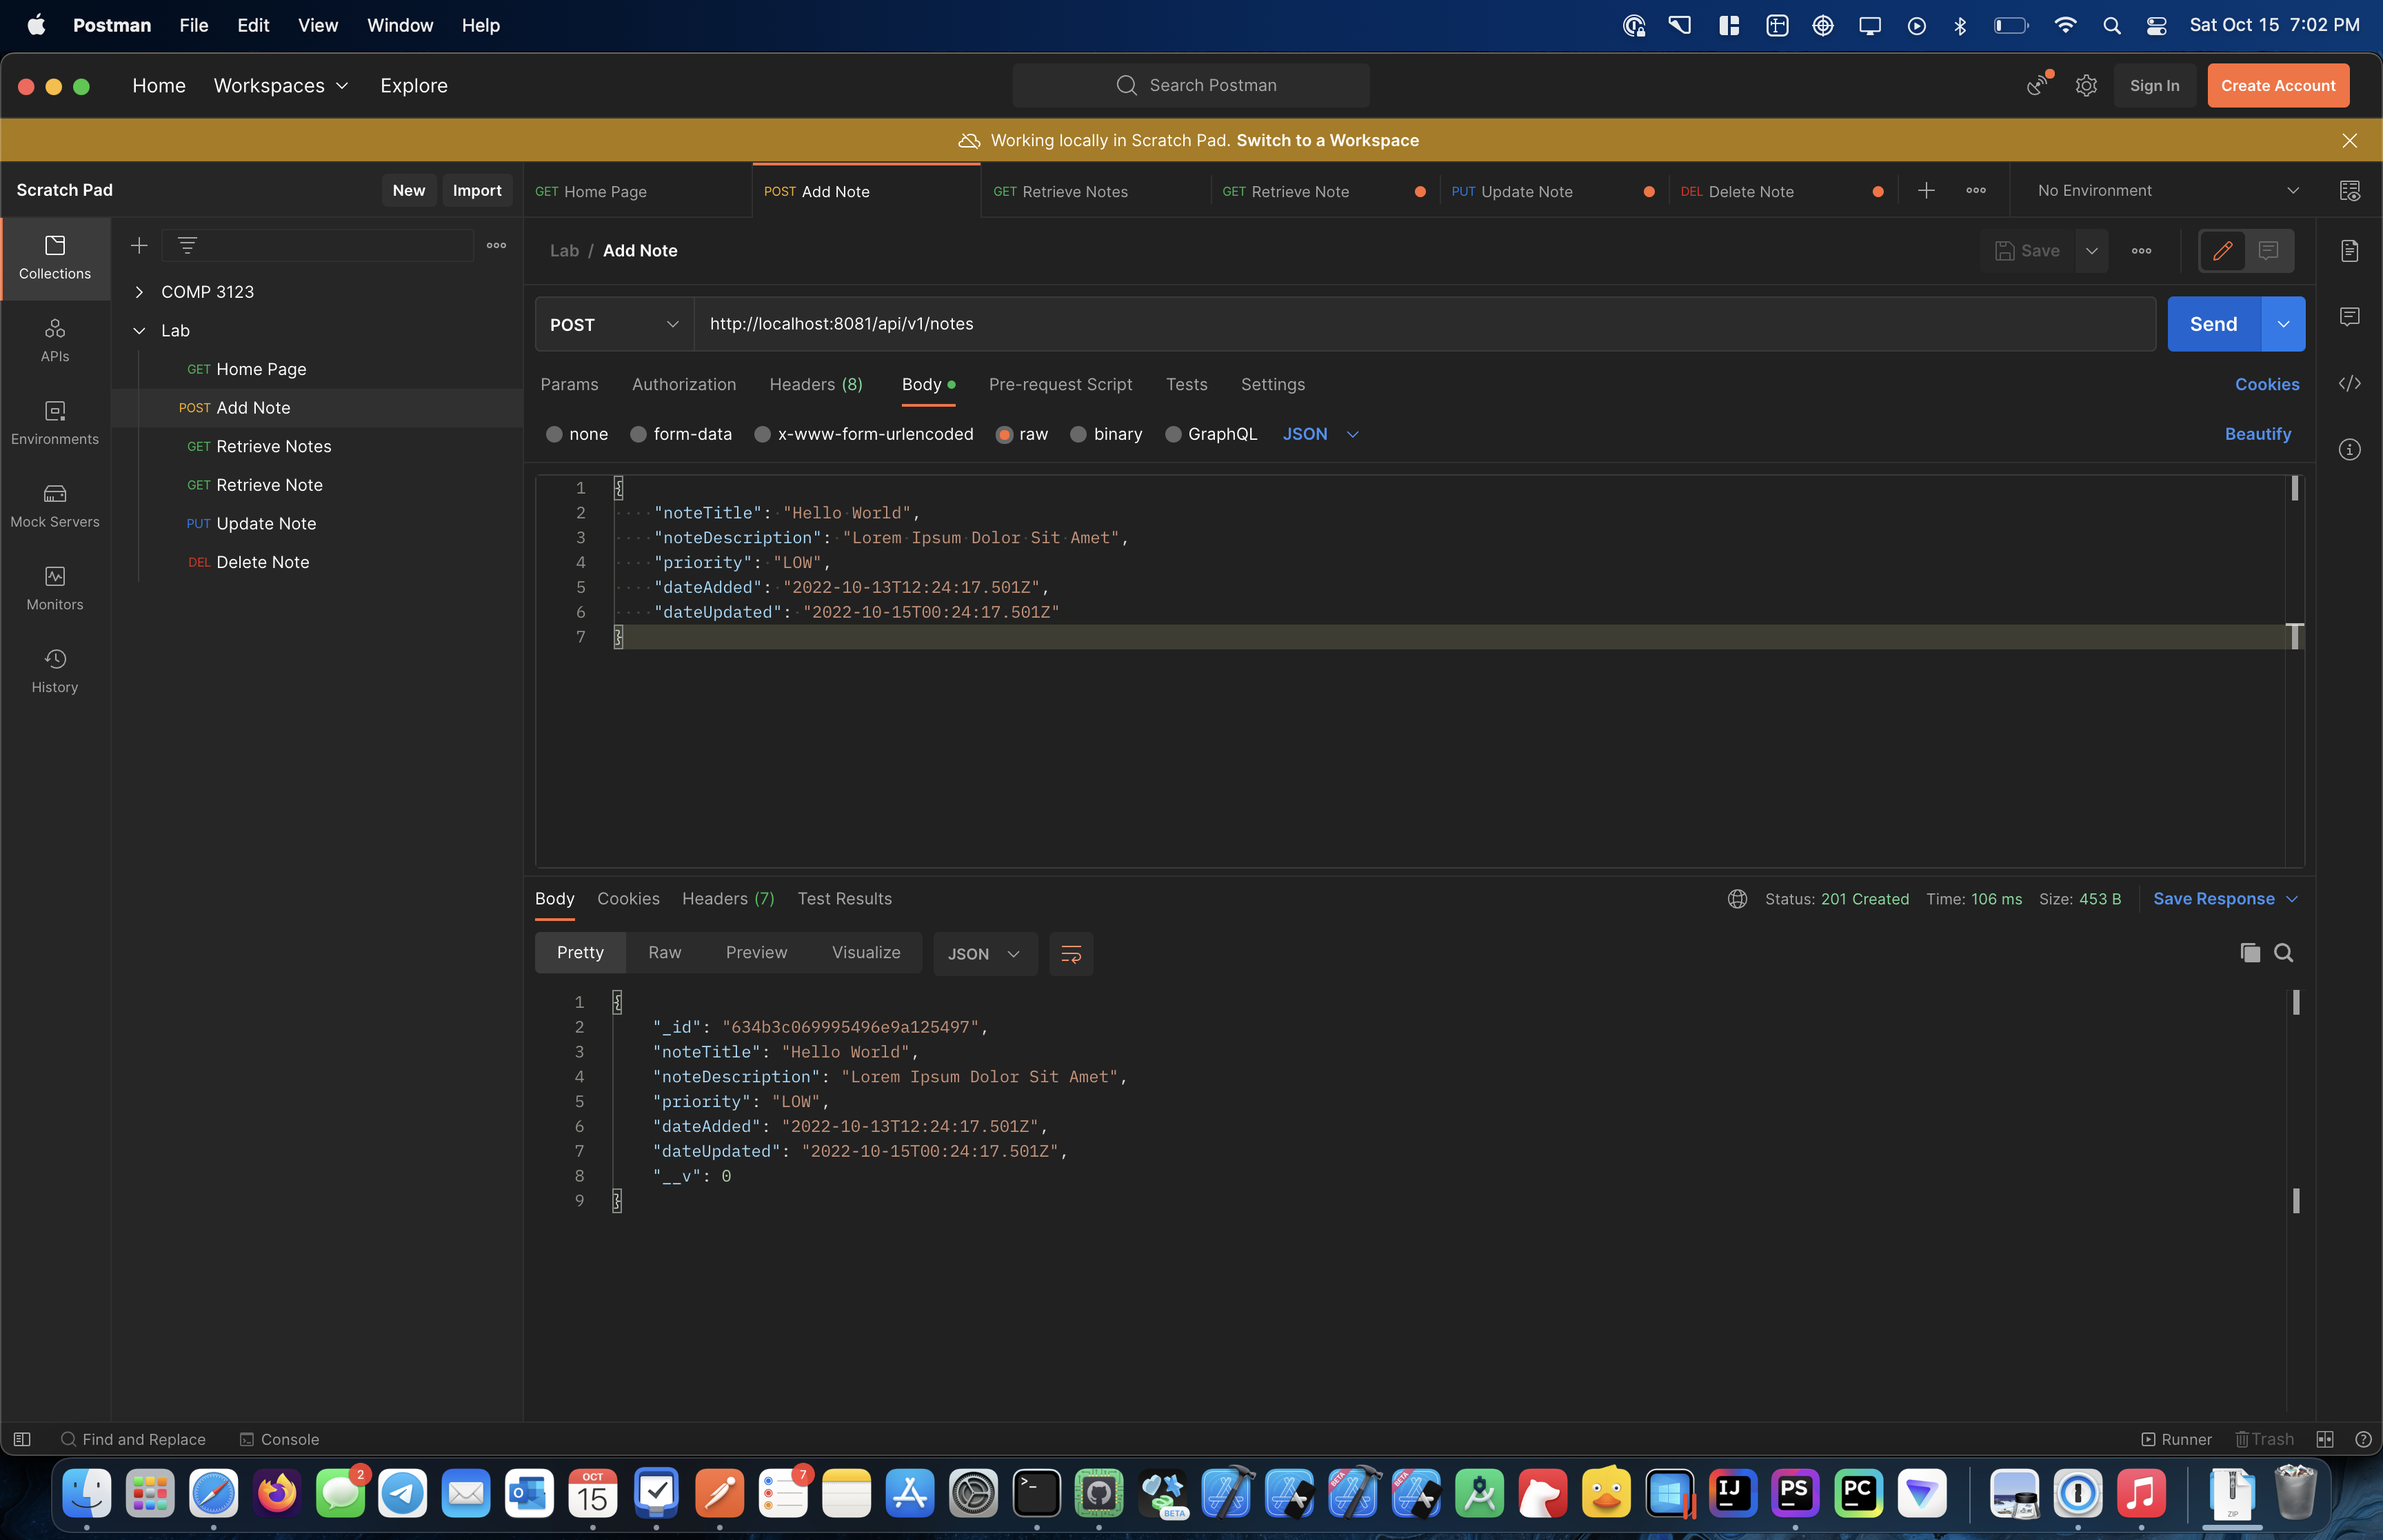 Postman File Edit View Window Help Sat Oct 15 7:02 PM
Home Workspaces Explore Search Postman Sign In Create Account
Working locally in Scratch Pad. Switch to a Workspace
Scratch Pad New Import GET Home Page POST Add Note GET Retrieve Notes GET Retrieve Note PUT Update Note DEL Delete Note No Environment
Collections
APIs
Environments
Mock Servers
Monitors
History
COMP 3123
Lab
GET Home Page
POST Add Note
GET Retrieve Notes
GET Retrieve Note
PUT Update Note
DEL Delete Note
Lab / Add Note Save
POST http://localhost:8081/api/v1/notes Send
Params Authorization Headers (8) Body Pre-request Script Tests Settings Cookies
none form-data x-www-form-urlencoded raw binary GraphQL JSON Beautify
1 {
2 "noteTitle": "Hello World",
3 "noteDescription": "Lorem Ipsum Dolor Sit Amet",
4 "priority": "LOW",
5 "dateAdded": "2022-10-13T12:24:17.501Z",
6 "dateUpdated": "2022-10-15T00:24:17.501Z"
7 }
Body Cookies Headers (7) Test Results Status: 201 Created Time: 106 ms Size: 453 B Save Response
Pretty Raw Preview Visualize JSON
1 {
2 "_id": "634b3c069995496e9a125497",
3 "noteTitle": "Hello World",
4 "noteDescription": "Lorem Ipsum Dolor Sit Amet",
5 "priority": "LOW",
6 "dateAdded": "2022-10-13T12:24:17.501Z",
7 "dateUpdated": "2022-10-15T00:24:17.501Z",
8 "__v": 0
9 }
Find and Replace Console Runner Trash
2 OCT 15 7 BETA BETA BETA IJ PS PC ZIP